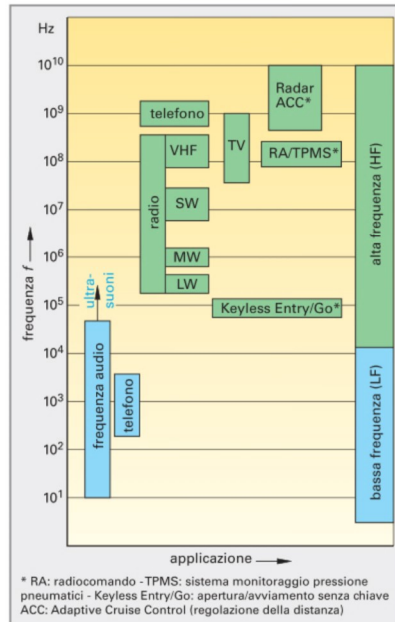 Hz
10¹⁰
10⁹
10⁸
10⁷
10⁶
10⁵
10⁴
10³
10²
10¹
frequenza f
telefono
radio
VHF
SW
MW
LW
TV
Radar
ACC*
RA/TPMS*
Keyless Entry/Go*
ultra-
suoni
frequenza audio
telefono
alta frequenza (HF)
bassa frequenza (LF)
applicazione
* RA: radiocomando - TPMS: sistema monitoraggio pressione
pneumatici - Keyless Entry/Go: apertura/avviamento senza chiave
ACC: Adaptive Cruise Control (regolazione della distanza)